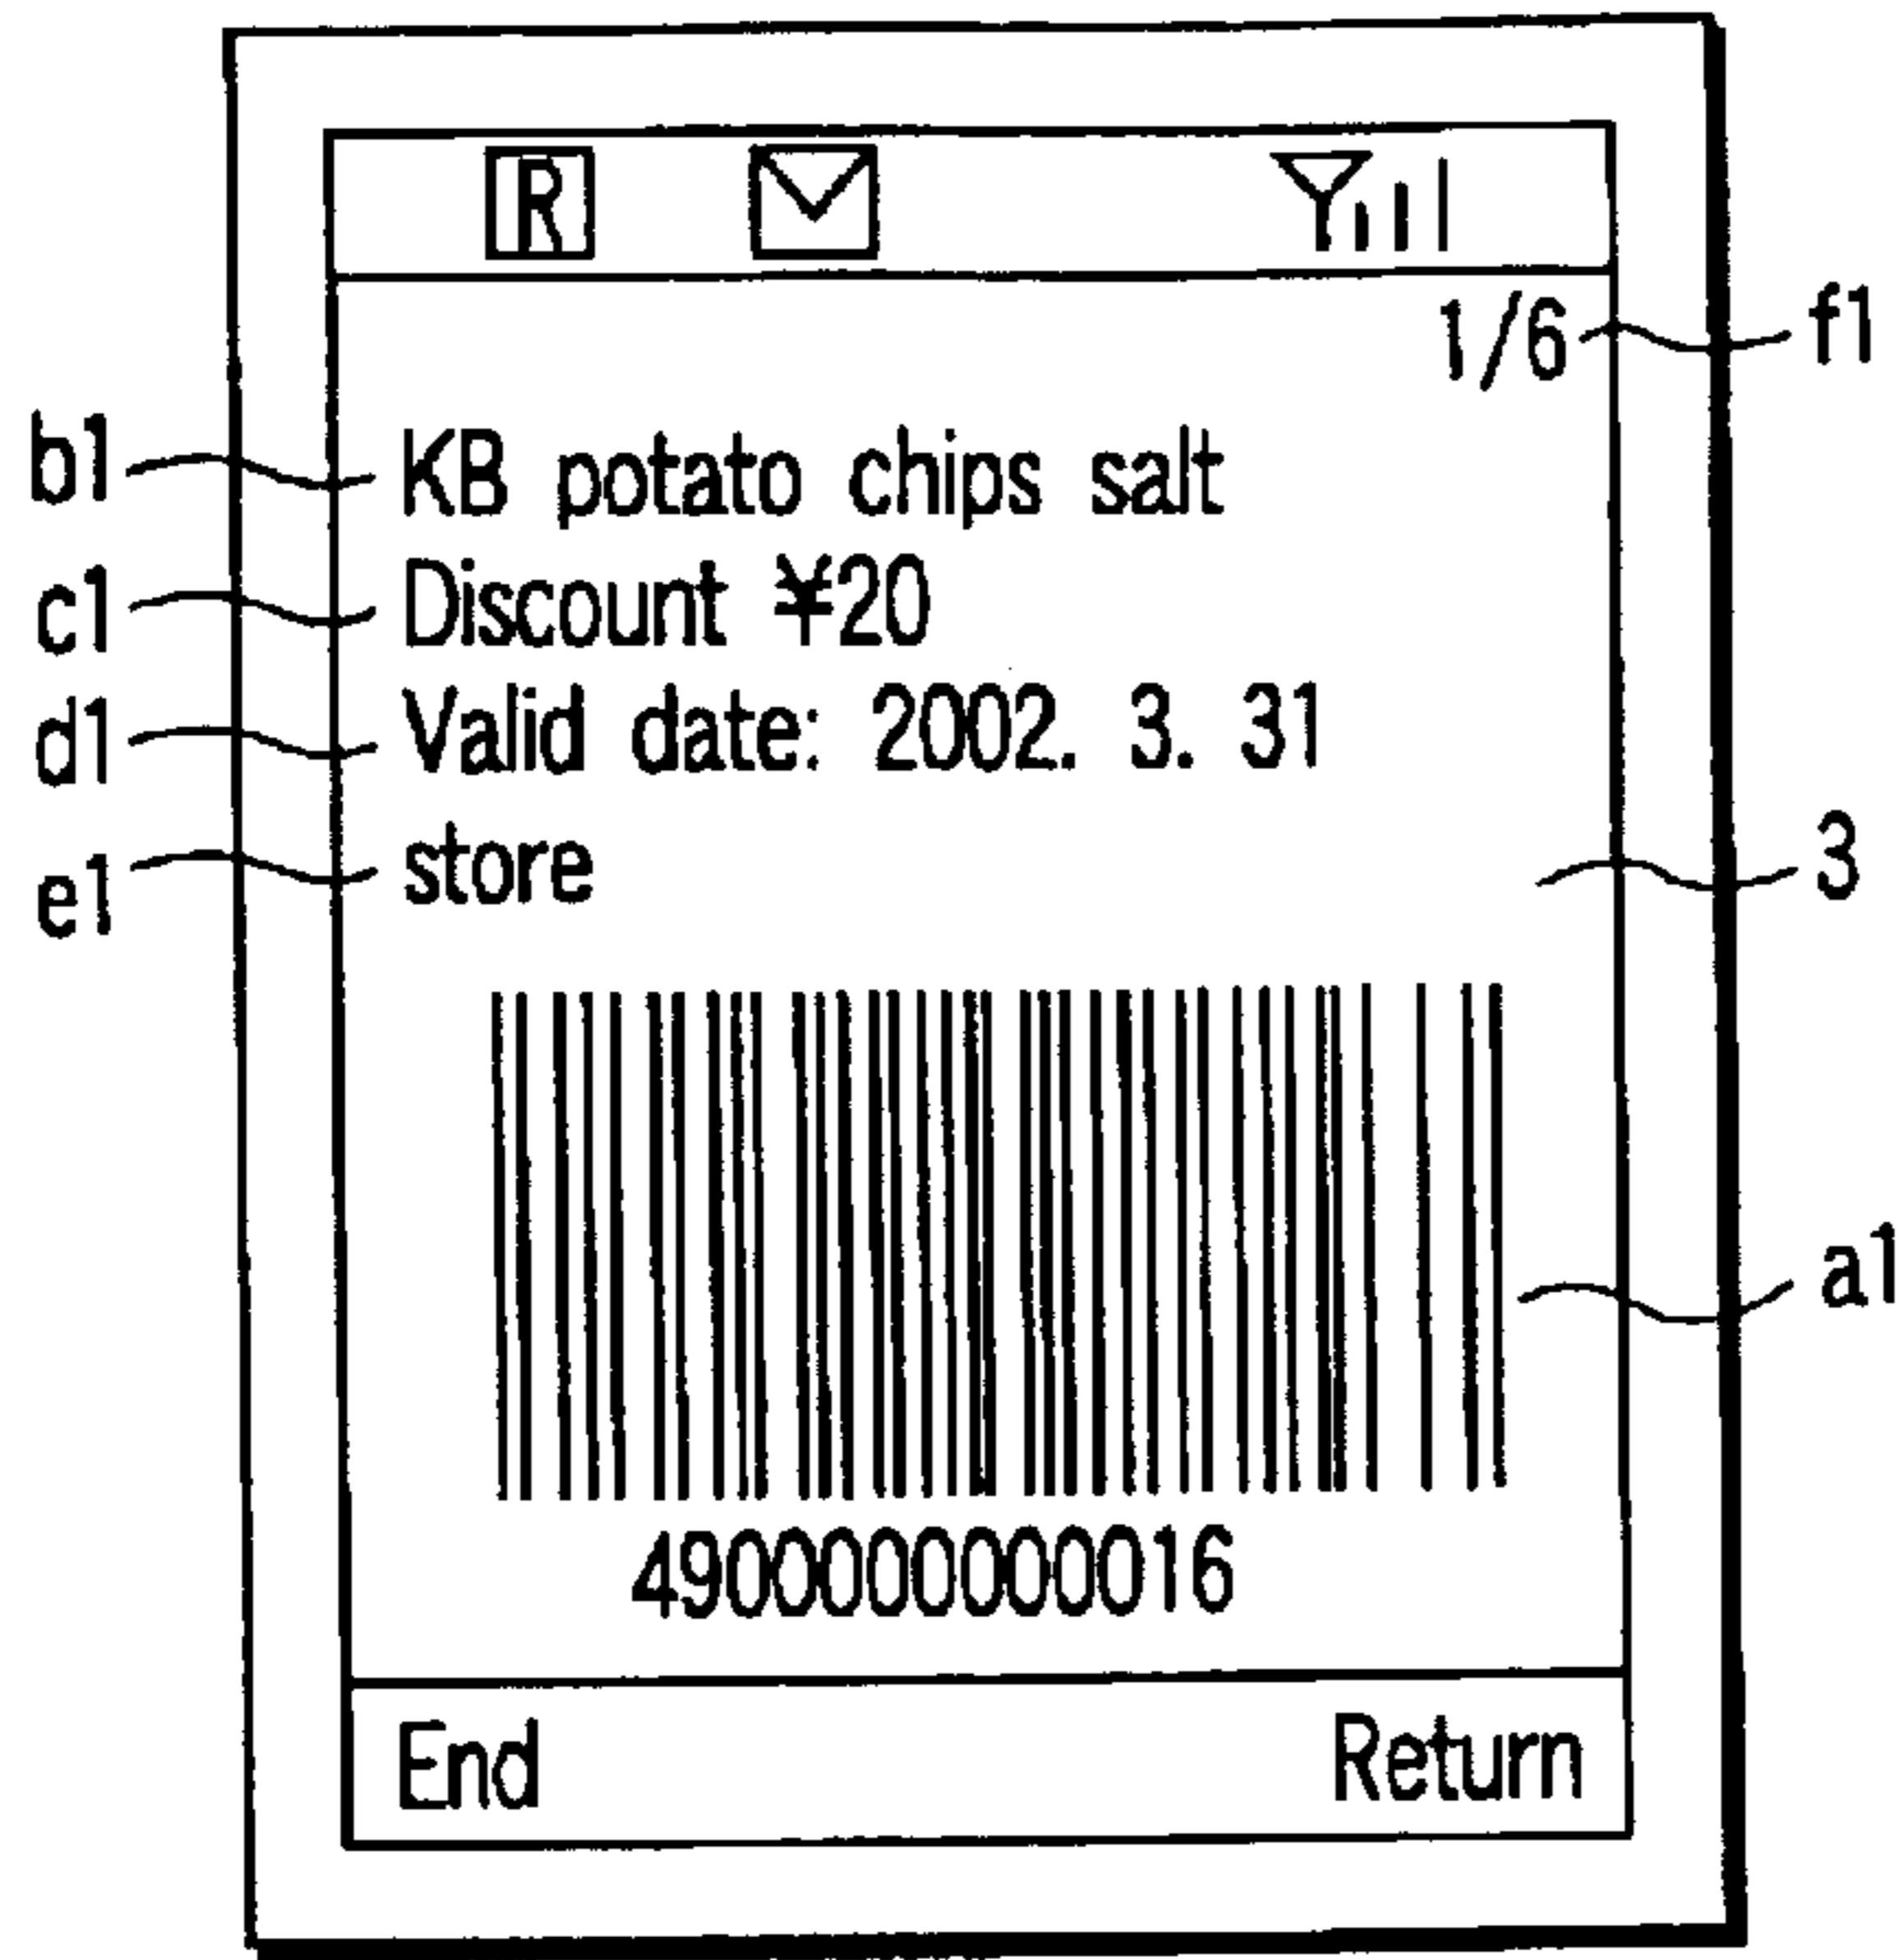 R
1/6 f1
b1 KB potato chips salt
c1 Discount ¥20
d1 Valid date: 2002. 3. 31
e1 store 3
a1
4900000000016
End Return